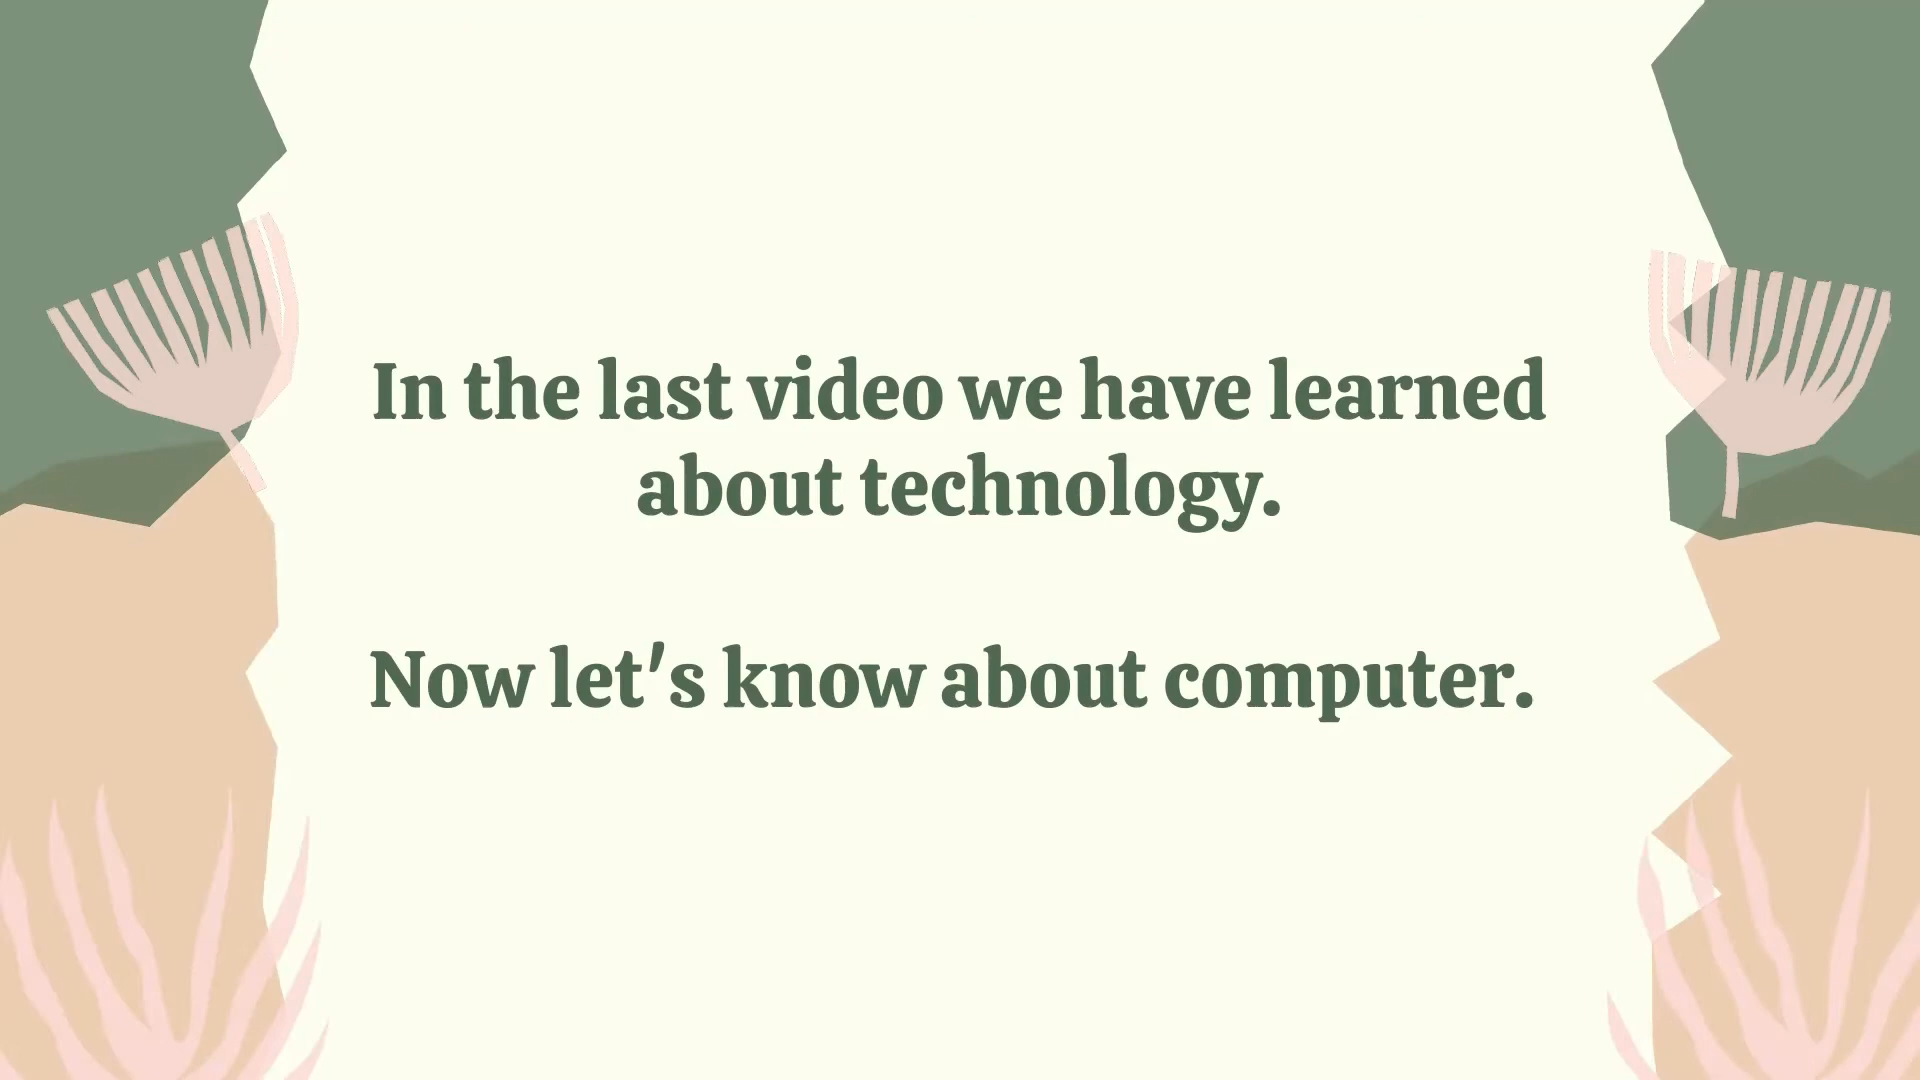 In the last video we have learned
about technology.
Now let's know about computer.